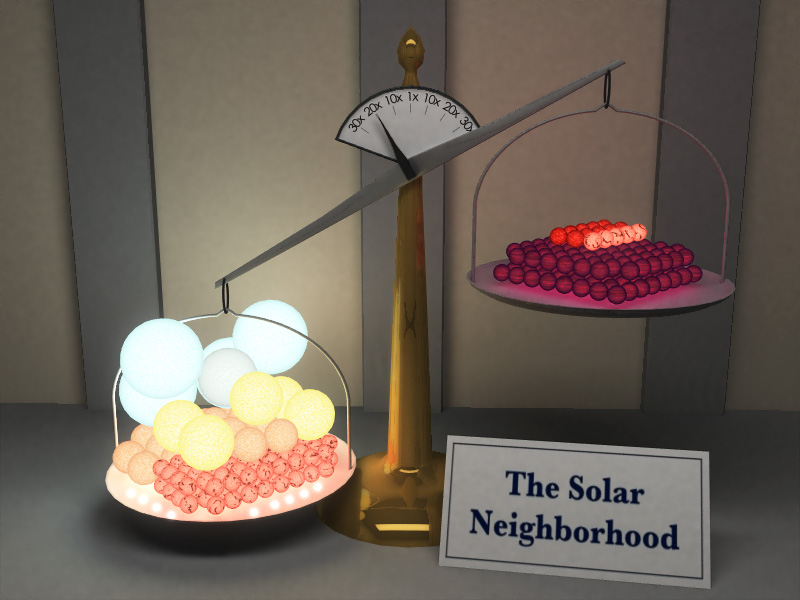 30x 20x 10x 1x 10x 20x 30x
The Solar
Neighborhood